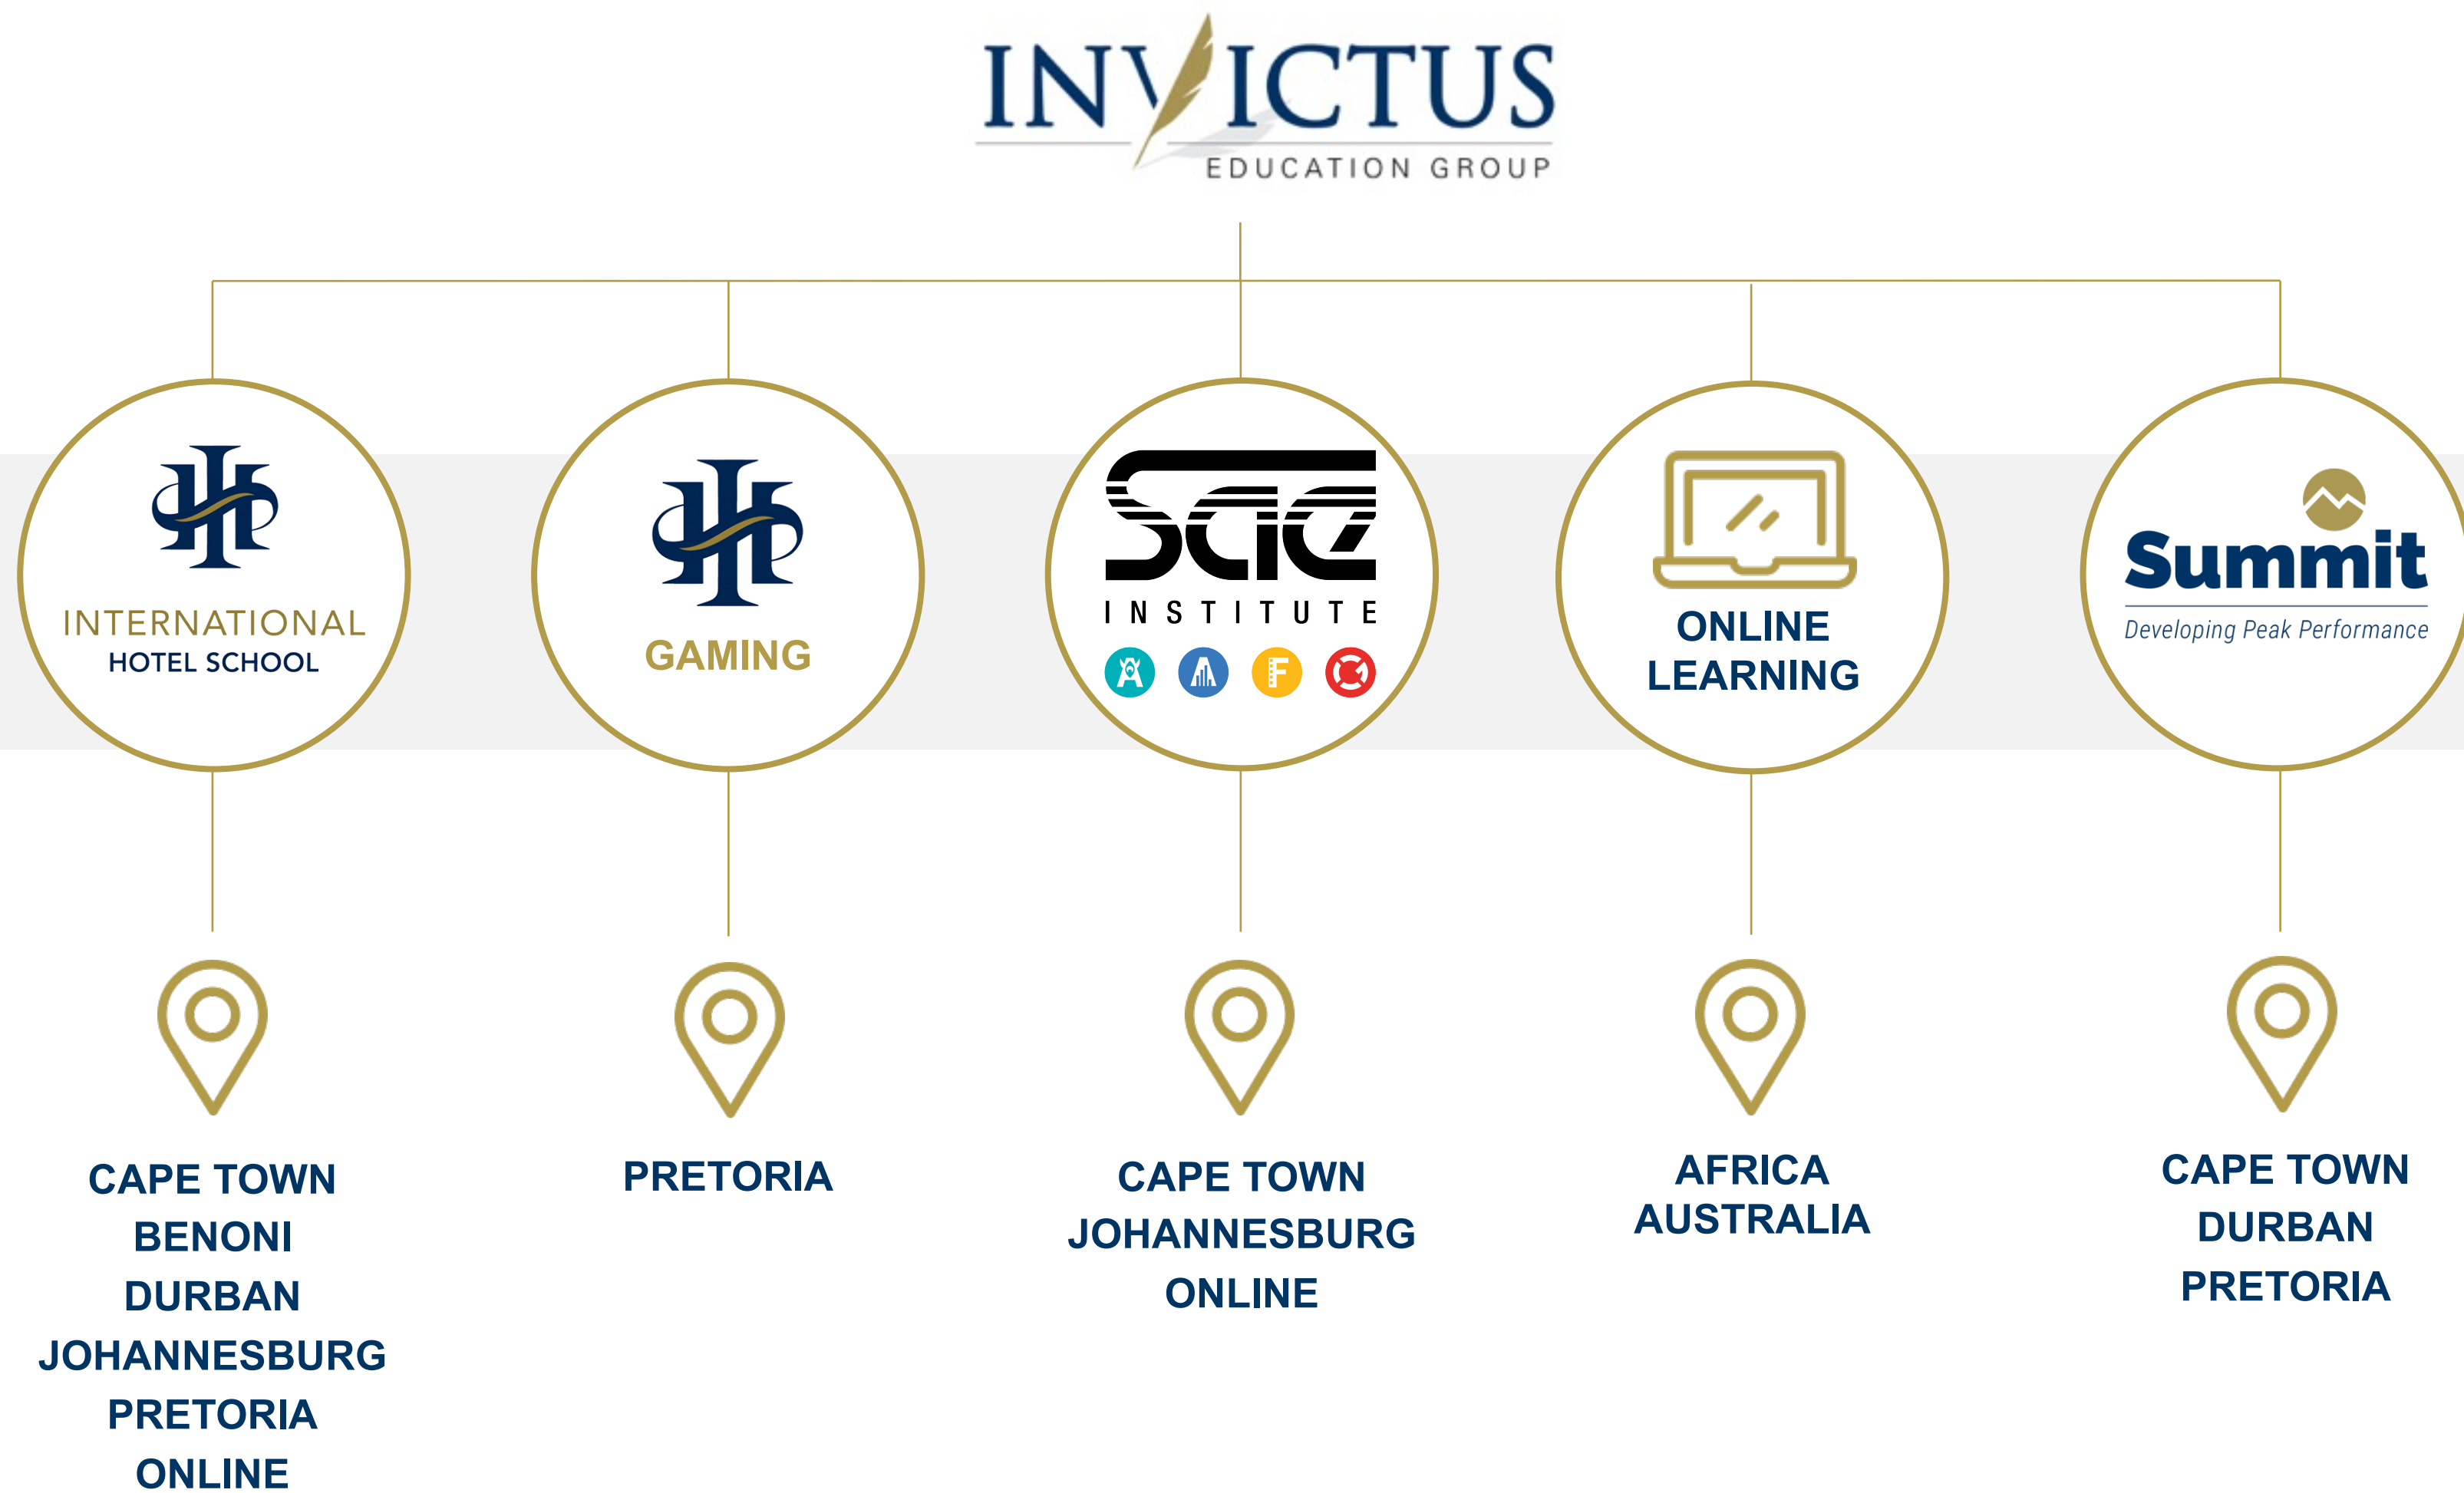 INVICTUS
EDUCATION GROUP
INTERNATIONAL
HOTEL SCHOOL
CAPE TOWN
BENONI
DURBAN
JOHANNESBURG
PRETORIA
ONLINE
GAMING
PRETORIA
Sae
INSTITUTE
CAPE TOWN
JOHANNESBURG
ONLINE
ONLINE
LEARNING
AFRICA
AUSTRALIA
Summit
Developing Peak Performance
CAPE TOWN
DURBAN
PRETORIA